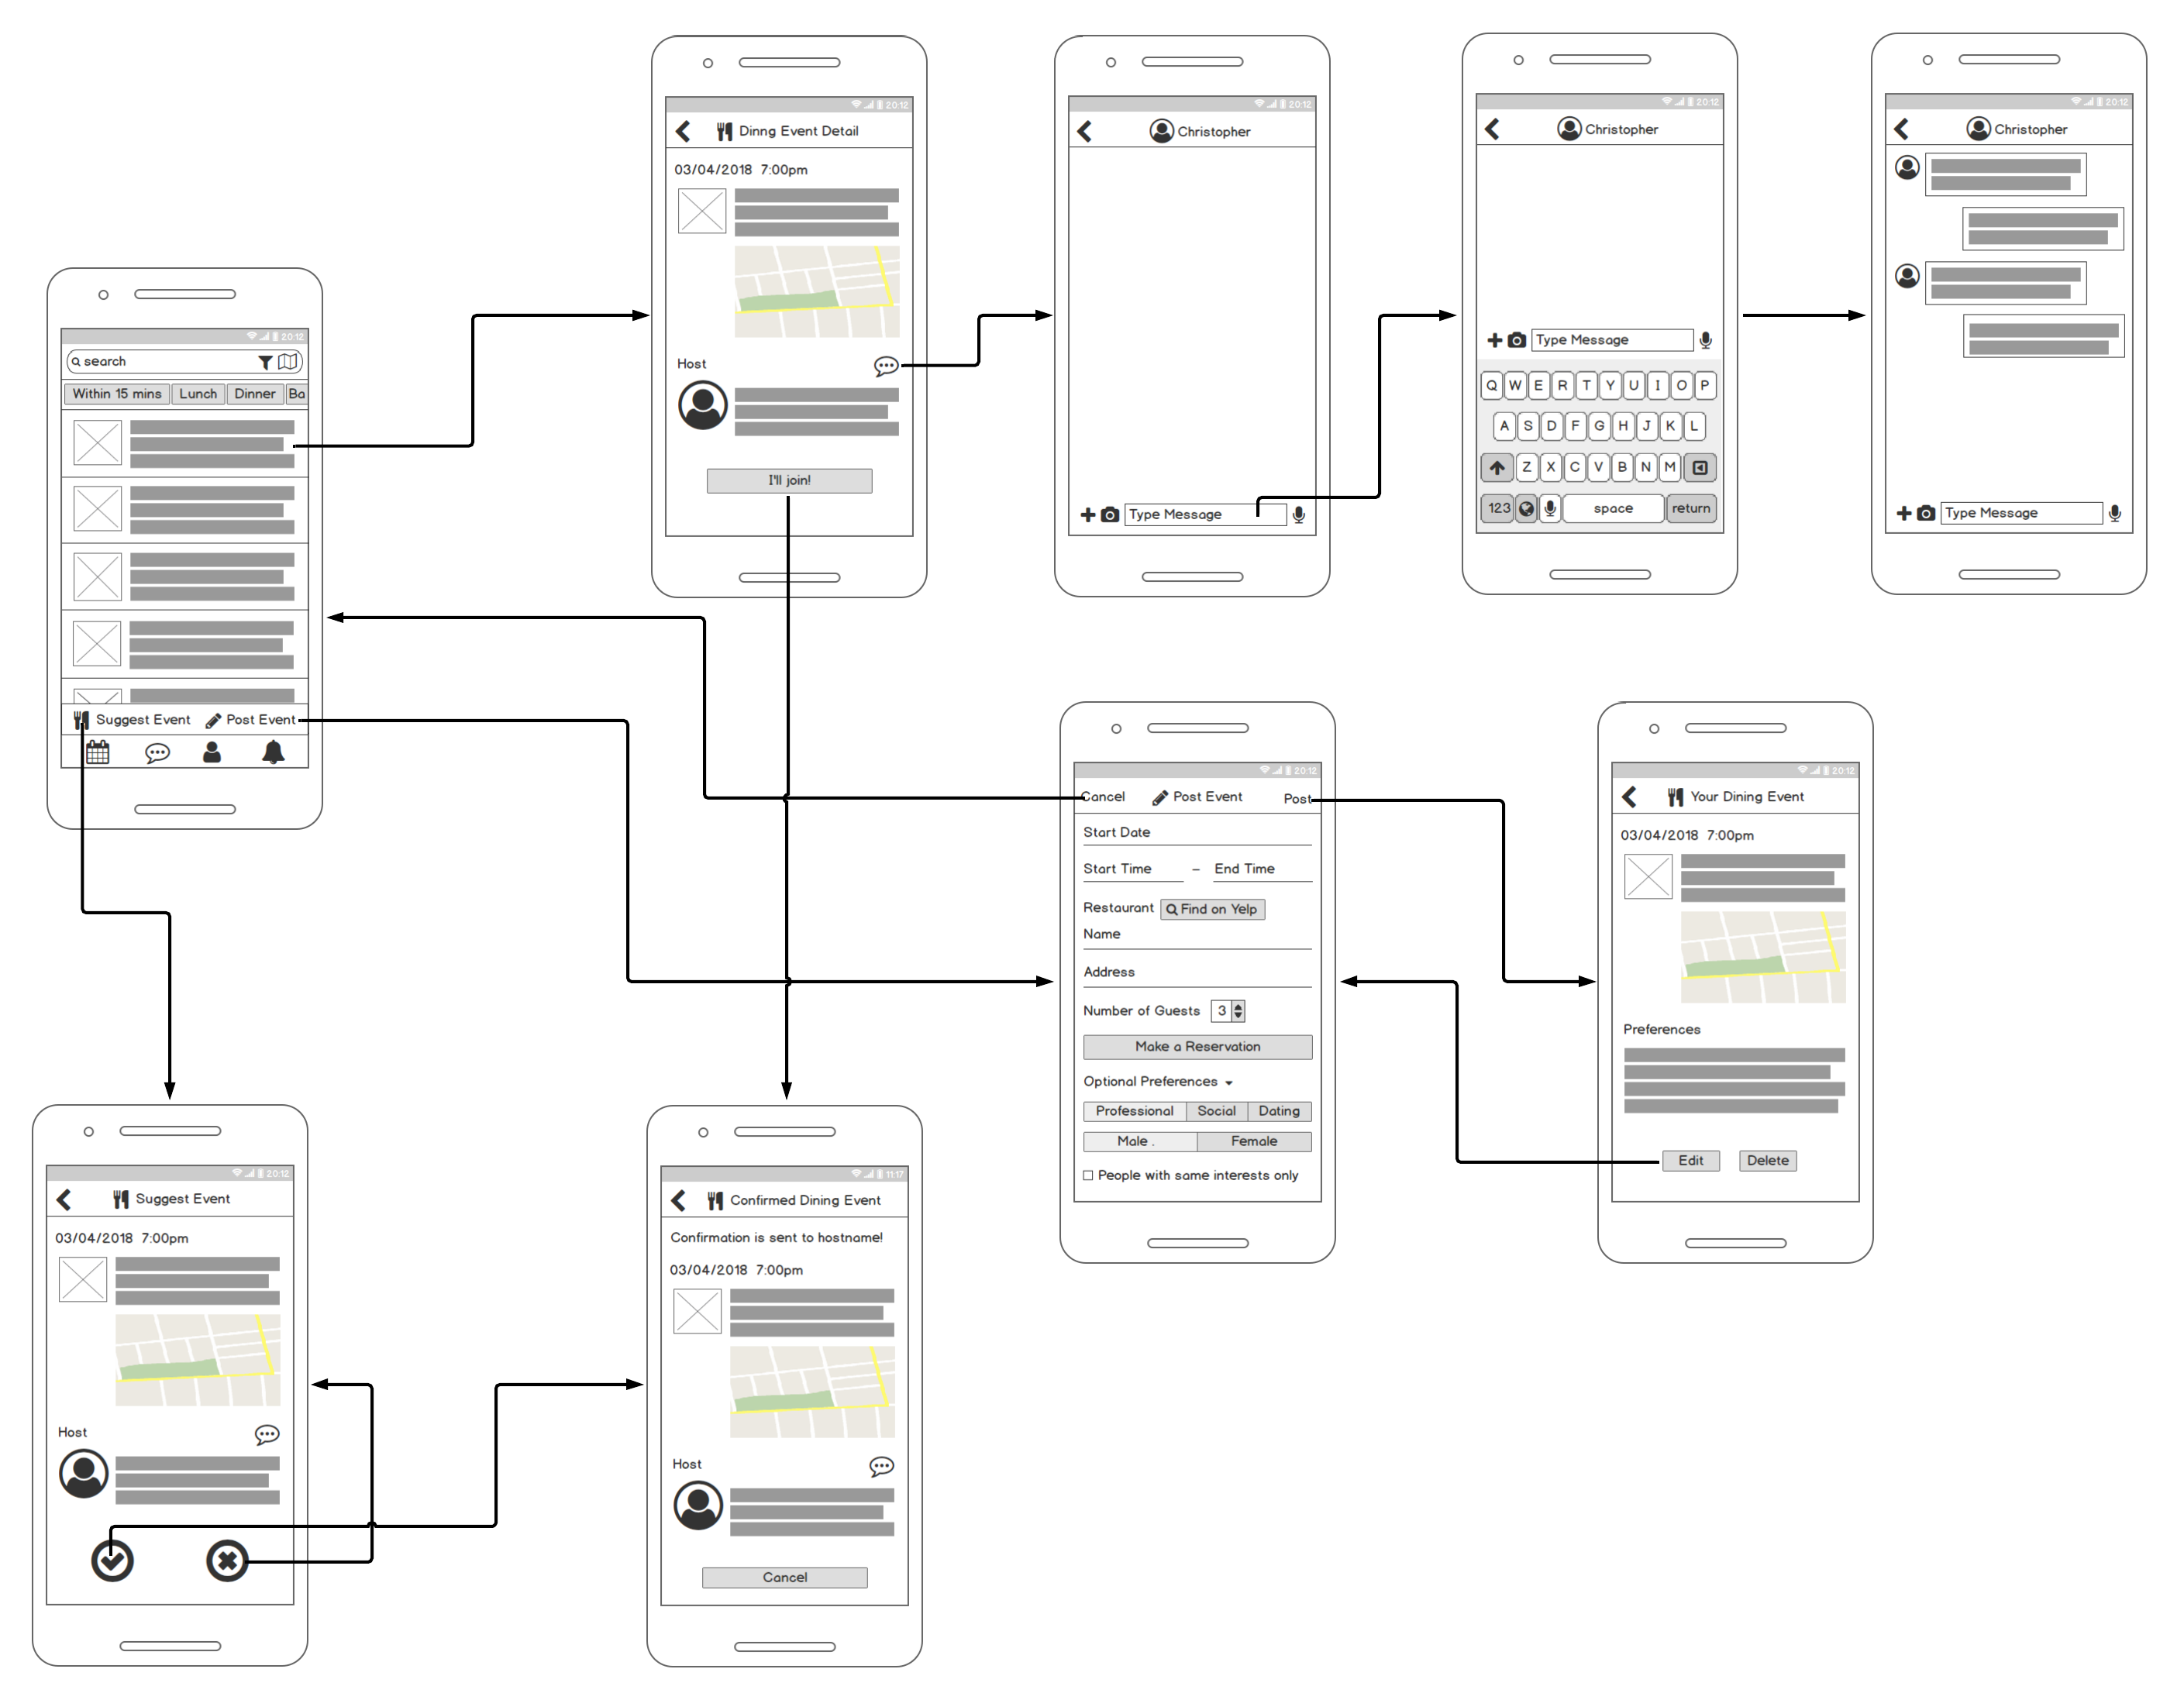 20:12
search
Within 15 mins Lunch Dinner Ba
Suggest Event Post Event
20:12
Dinng Event Detail
03/04/2018 7:00pm
Host
I'll join!
20:12
Christopher
Type Message
20:12
Christopher
Type Message
Q W E R T Y U I O P
A S D F G H J K L
Z X C V B N M
123 space return
20:12
Christopher
Type Message
20:12
Cancel Post Event Post
Start Date
Start Time – End Time
Restaurant Find on Yelp
Name
Address
Number of Guests 3
Make a Reservation
Optional Preferences
Professional Social Dating
Male . Female
People with same interests only
20:12
Your Dining Event
03/04/2018 7:00pm
Preferences
Edit Delete
20:12
Suggest Event
03/04/2018 7:00pm
Host
11:17
Confirmed Dining Event
Confirmation is sent to hostname!
03/04/2018 7:00pm
Host
Cancel